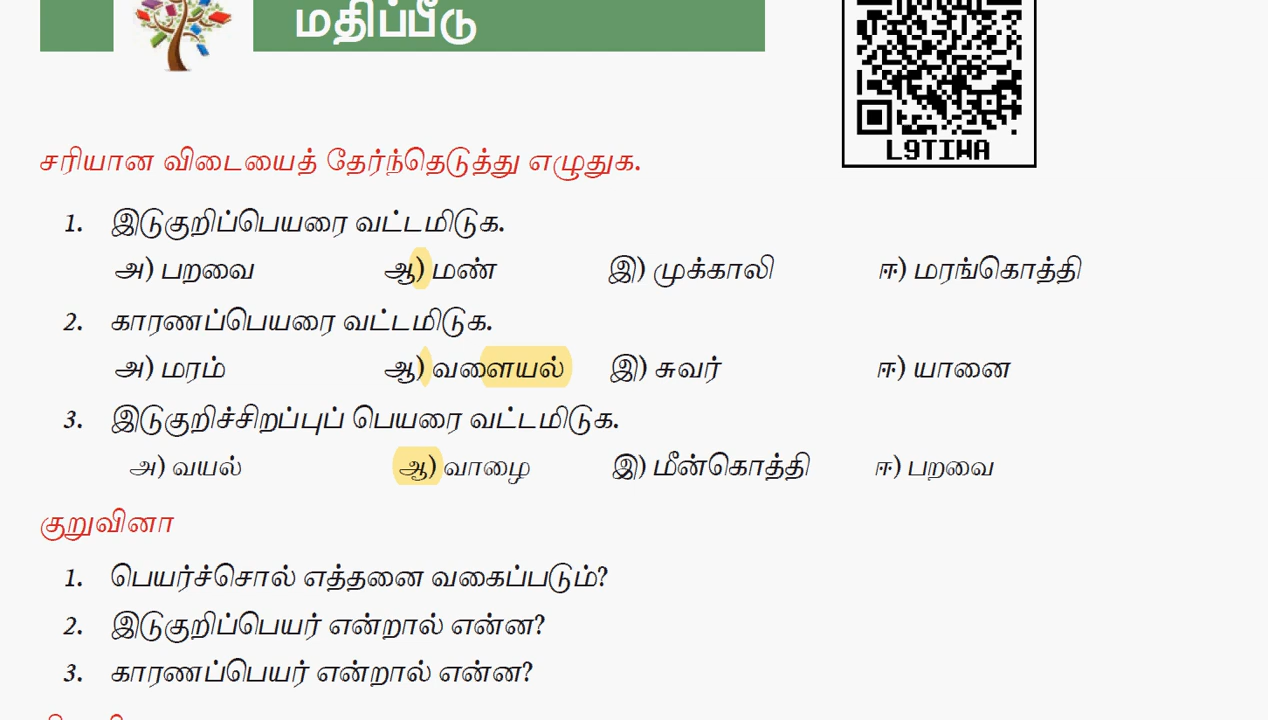 மதிப்பீடு
L9TIWA
சரியான விடையைத் தேர்ந்தெடுத்து எழுதுக.
1. இடுகுறிப்பெயரை வட்டமிடுக.
அ) பறவை ஆ) மண் இ) முக்காலி ஈ) மரங்கொத்தி
2. காரணப்பெயரை வட்டமிடுக.
அ) மரம் ஆ) வளையல் இ) சுவர் ஈ) யானை
3. இடுகுறிச்சிறப்புப் பெயரை வட்டமிடுக.
அ) வயல் ஆ) வாழை இ) மீன்கொத்தி ஈ) பறவை
குறுவினா
1. பெயர்ச்சொல் எத்தனை வகைப்படும்?
2. இடுகுறிப்பெயர் என்றால் என்ன?
3. காரணப்பெயர் என்றால் என்ன?